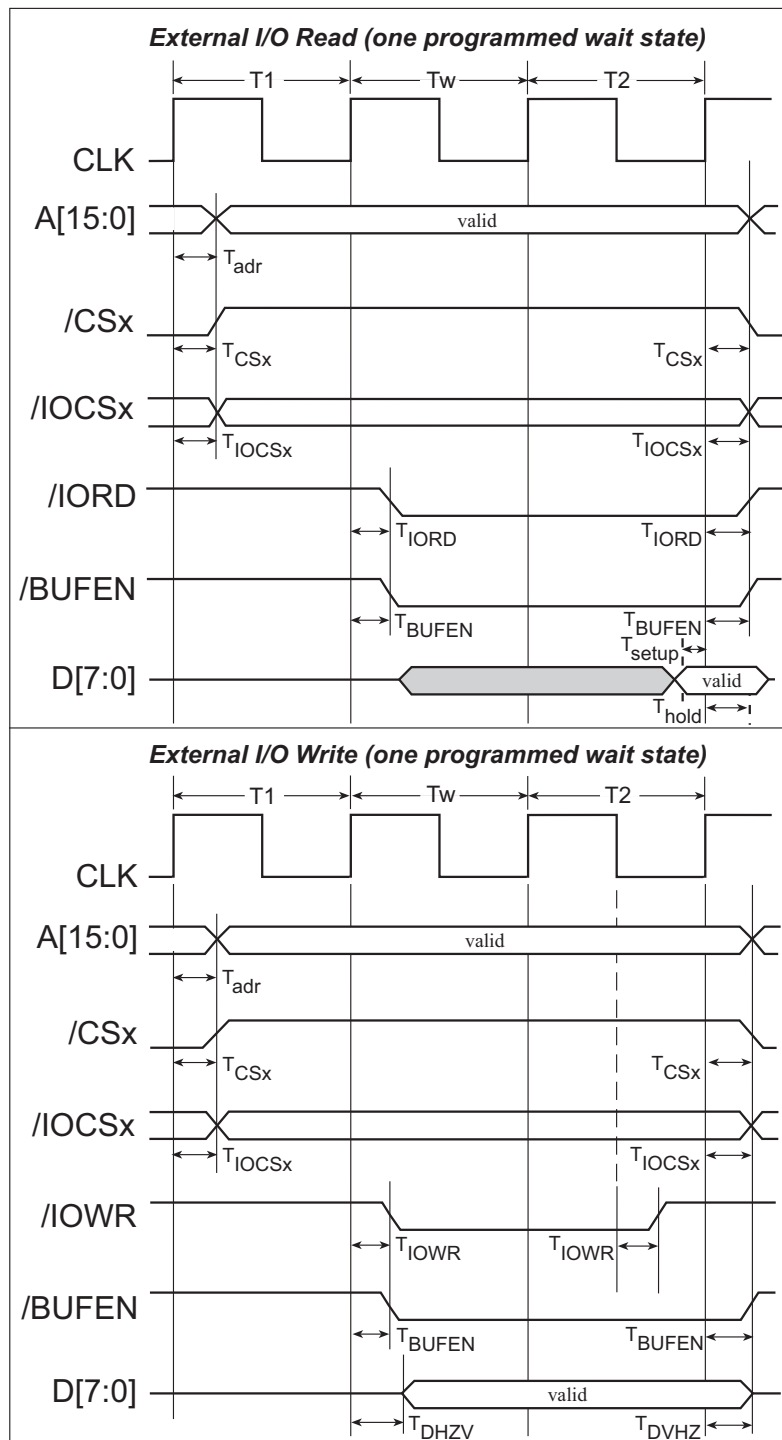 External I/O Read (one programmed wait state)
T1 Tw T2
CLK
A[15:0] valid
Tadr
/CSx
TCSx TCSx
/IOCSx
TIOCSx TIOCSx
/IORD
TIORD TIORD
/BUFEN
TBUFEN TBUFEN
Tsetup
D[7:0] valid
Thold
External I/O Write (one programmed wait state)
T1 Tw T2
CLK
A[15:0] valid
Tadr
/CSx
TCSx TCSx
/IOCSx
TIOCSx TIOCSx
/IOWR
TIOWR TIOWR
/BUFEN
TBUFEN TBUFEN
D[7:0] valid
TDHZV TDVHZ